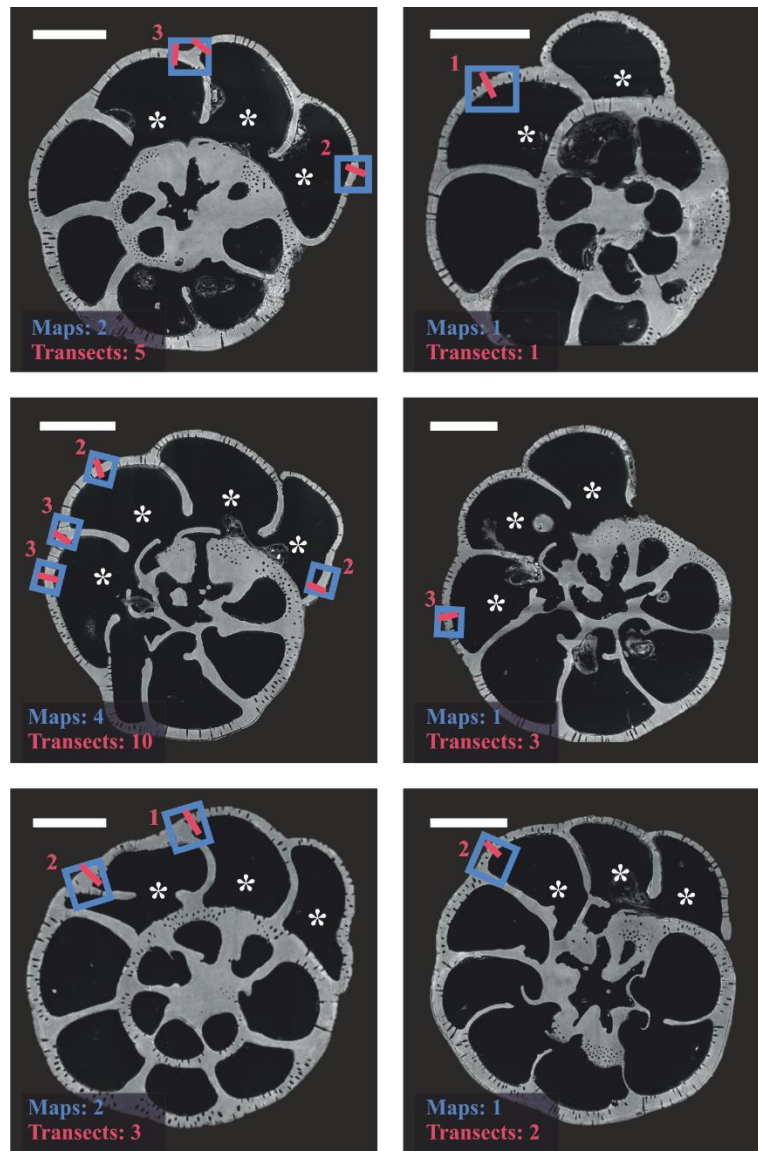 3
2
Maps: 2
Transects: 5
1
Maps: 1
Transects: 1
2
3
3
2
Maps: 4
Transects: 10
3
Maps: 1
Transects: 3
1
2
Maps: 2
Transects: 3
2
Maps: 1
Transects: 2